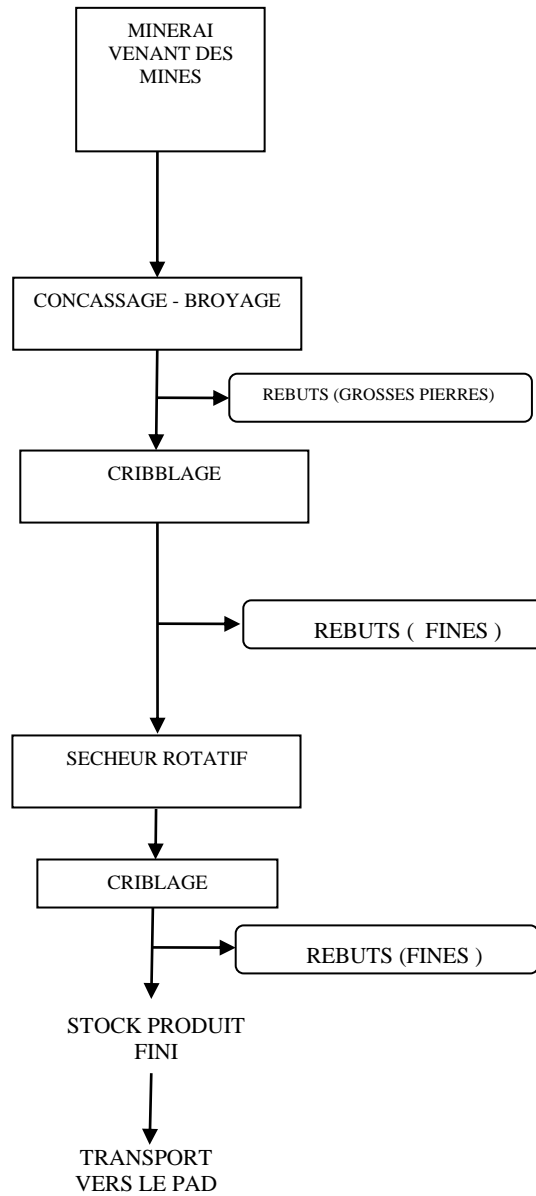 MINERAI
VENANT DES
MINES
CONCASSAGE - BROYAGE
REBUTS (GROSSES PIERRES)
CRIBBLAGE
REBUTS ( FINES )
SECHEUR ROTATIF
CRIBLAGE
REBUTS (FINES )
STOCK PRODUIT
FINI
TRANSPORT
VERS LE PAD